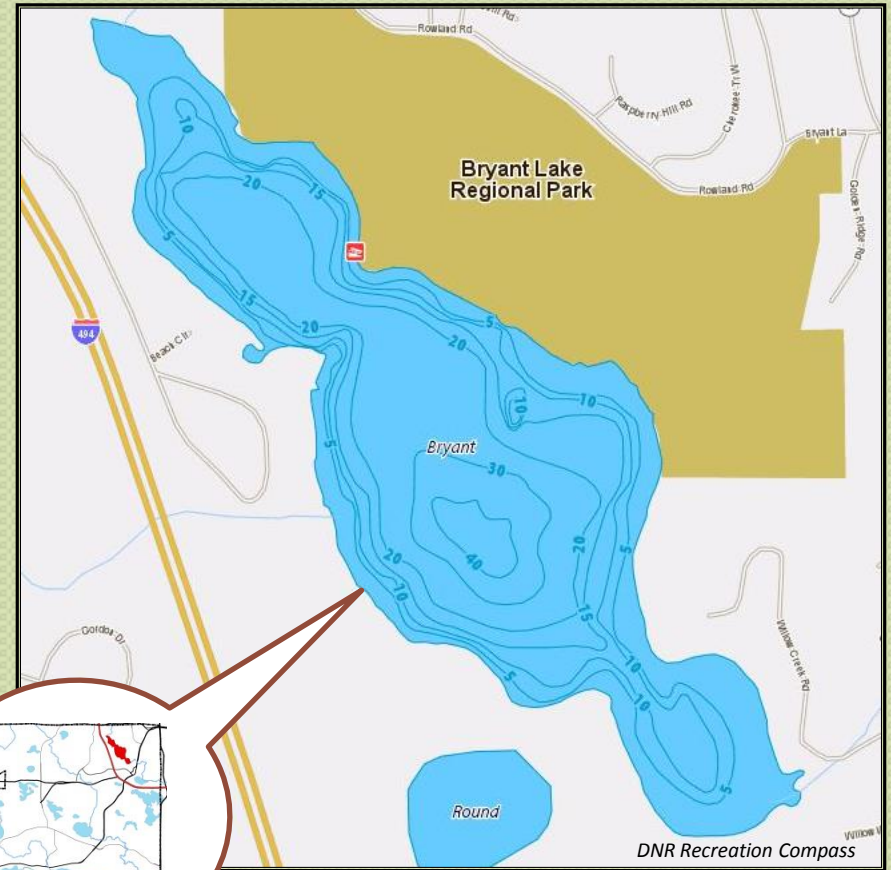 Rowland Rd
Raspberry Hill Rd
Cherokee Trl W
Bryant La
Bryant Lake
Regional Park
Rowland Rd
Golden Ridge Rd
10
20
15
5
494
15
20
5
20
Beach Cir
10
10
Bryant
5
30
20
40
5
20
10
15
Gordon Dr
10
5
10
Willow Creek Rd
5
Round
DNR Recreation Compass